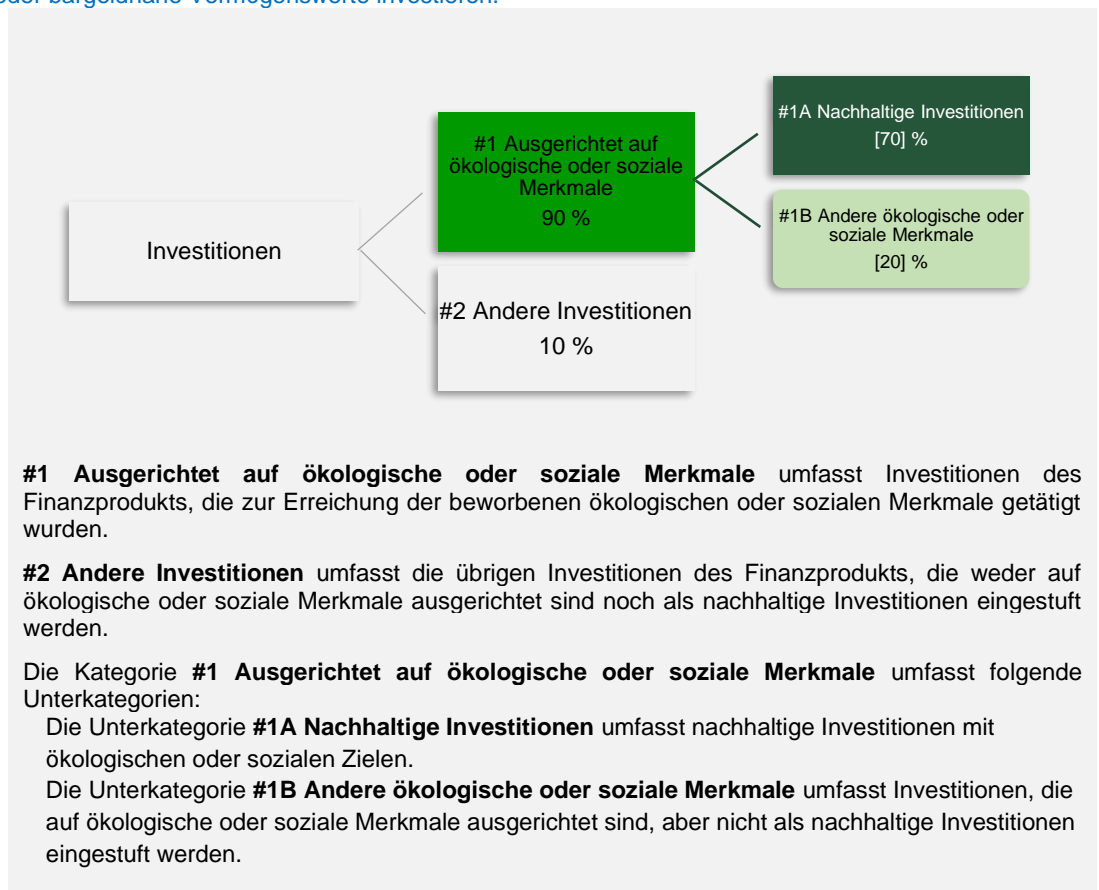 oder bargeldnahe Vermögenswerte investieren.
#1A Nachhaltige Investitionen
[70] %
#1 Ausgerichtet auf
ökologische oder soziale
Merkmale
90 %
#1B Andere ökologische oder
soziale Merkmale
[20] %
Investitionen
#2 Andere Investitionen
10 %
#1 Ausgerichtet auf ökologische oder soziale Merkmale umfasst Investitionen des
Finanzprodukts, die zur Erreichung der beworbenen ökologischen oder sozialen Merkmale getätigt
wurden.
#2 Andere Investitionen umfasst die übrigen Investitionen des Finanzprodukts, die weder auf
ökologische oder soziale Merkmale ausgerichtet sind noch als nachhaltige Investitionen eingestuft
werden.
Die Kategorie #1 Ausgerichtet auf ökologische oder soziale Merkmale umfasst folgende
Unterkategorien:
Die Unterkategorie #1A Nachhaltige Investitionen umfasst nachhaltige Investitionen mit
ökologischen oder sozialen Zielen.
Die Unterkategorie #1B Andere ökologische oder soziale Merkmale umfasst Investitionen, die
auf ökologische oder soziale Merkmale ausgerichtet sind, aber nicht als nachhaltige Investitionen
eingestuft werden.